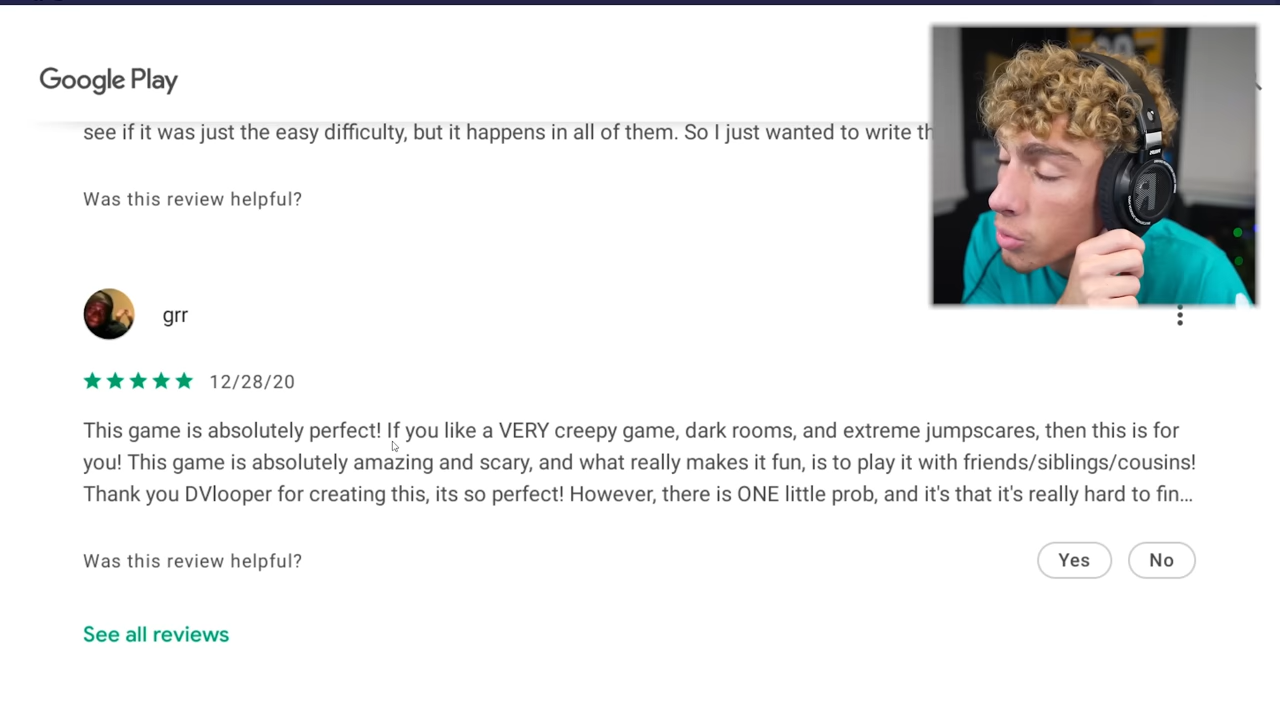 Google Play
see if it was just the easy difficulty, but it happens in all of them. So I just wanted to write th
Was this review helpful?
grr
12/28/20
This game is absolutely perfect! If you like a VERY creepy game, dark rooms, and extreme jumpscares, then this is for
you! This game is absolutely amazing and scary, and what really makes it fun, is to play it with friends/siblings/cousins!
Thank you DVlooper for creating this, its so perfect! However, there is ONE little prob, and it's that it's really hard to fin...
Was this review helpful?
Yes
No
See all reviews